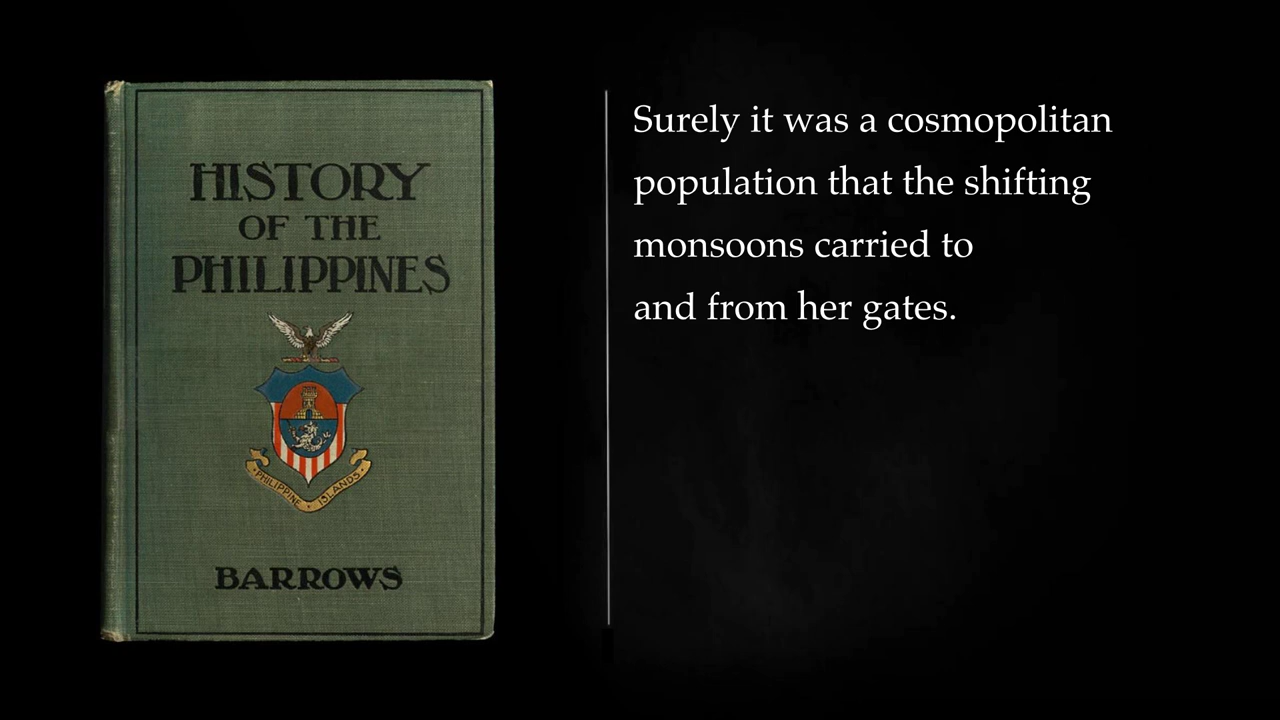 HISTORY
OF THE
PHILIPPINES
PHILIPPINE ISLANDS
BARROWS
Surely it was a cosmopolitan
population that the shifting
monsoons carried to
and from her gates.